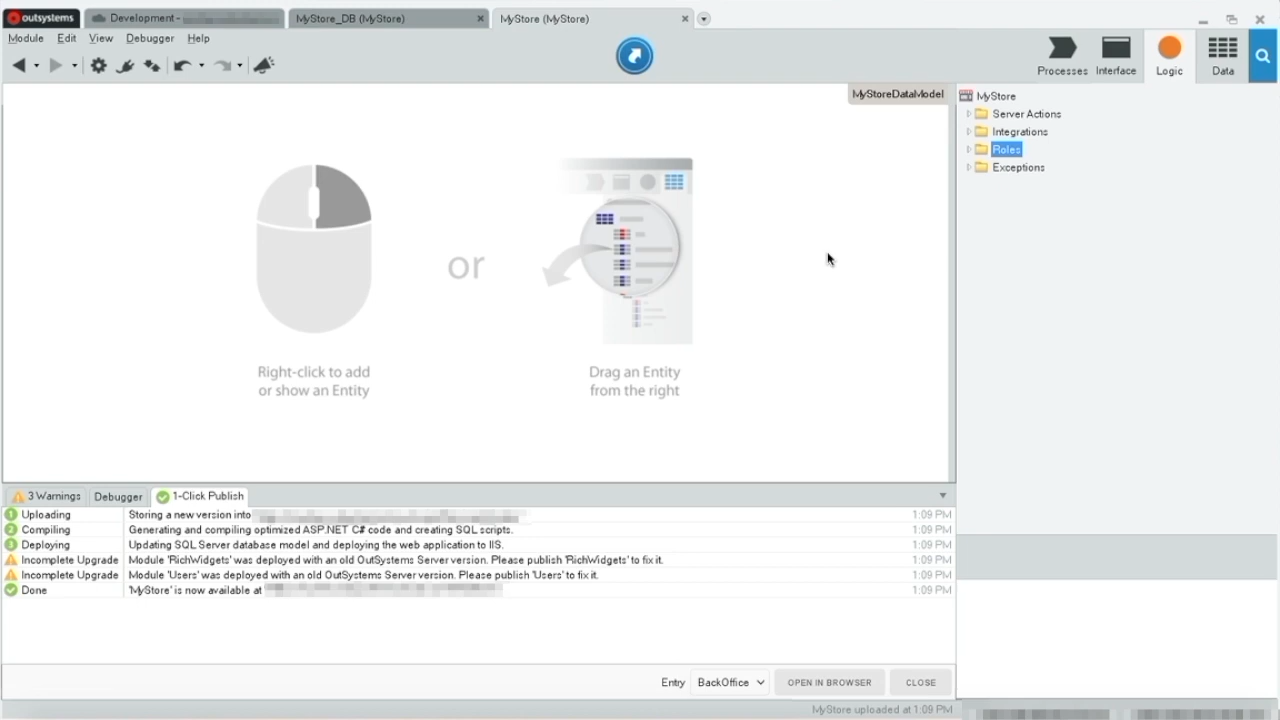 outsystems
Development -
MyStore_DB (MyStore)
MyStore (MyStore)
Module Edit View Debugger Help
Processes
Interface
Logic
Data
MyStoreDataModel
MyStore
Server Actions
Integrations
Roles
Exceptions
or
Right-click to add
or show an Entity
Drag an Entity
from the right
3 Warnings
Debugger
1-Click Publish
1 Uploading Storing a new version into 1:09 PM
2 Compiling Generating and compiling optimized ASP.NET C# code and creating SQL scripts. 1:09 PM
3 Deploying Updating SQL Server database model and deploying the web application to IIS. 1:09 PM
Incomplete Upgrade Module 'RichWidgets' was deployed with an old OutSystems Server version. Please publish 'RichWidgets' to fix it. 1:09 PM
Incomplete Upgrade Module 'Users' was deployed with an old OutSystems Server version. Please publish 'Users' to fix it. 1:09 PM
Done 'MyStore' is now available at 1:09 PM
Entry BackOffice OPEN IN BROWSER CLOSE
MyStore uploaded at 1:09 PM